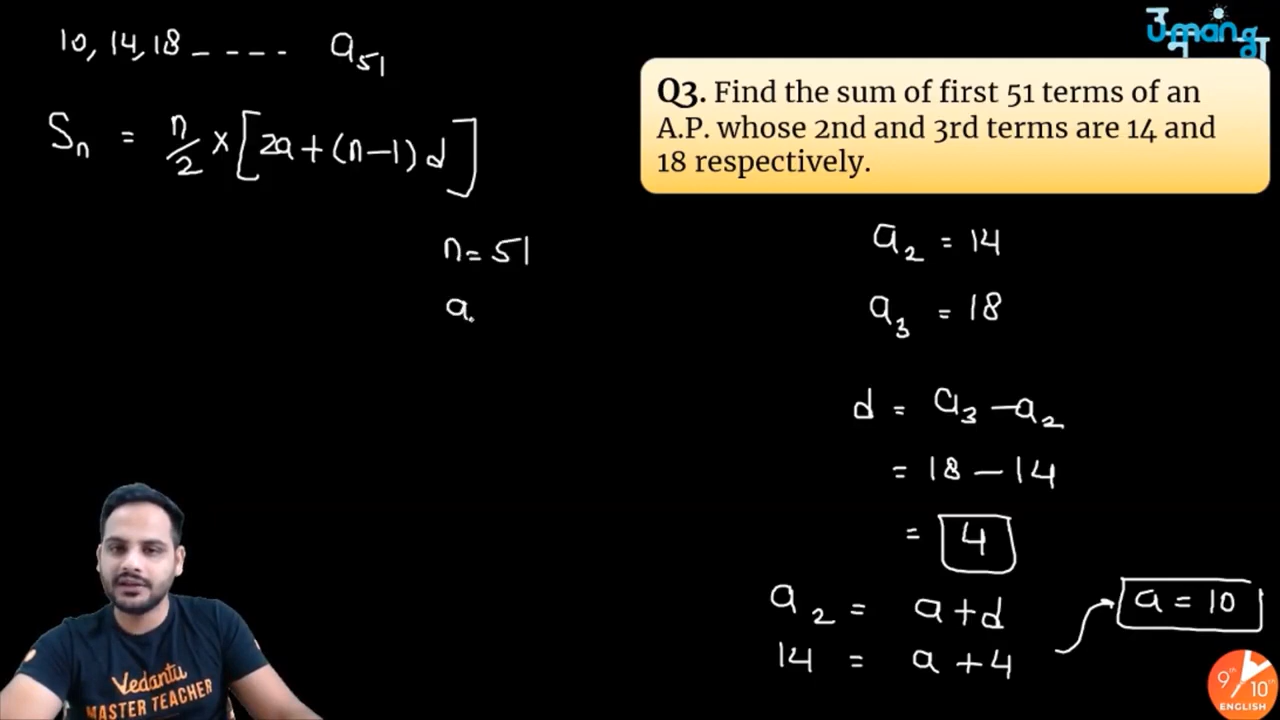 उमंग
Umang
10, 14, 18 – - - - - a₅₁
Q3. Find the sum of first 51 terms of an
A.P. whose 2nd and 3rd terms are 14 and
18 respectively.
Sₙ = n/2 × [2a + (n – 1) d]
n = 51
a.
a₂ = 14
a₃ = 18
d = a₃ – a₂
= 18 – 14
= 4
a₂ = a + d
14 = a + 4
a = 10
Vedantu
MASTER TEACHER
9th 10th
ENGLISH